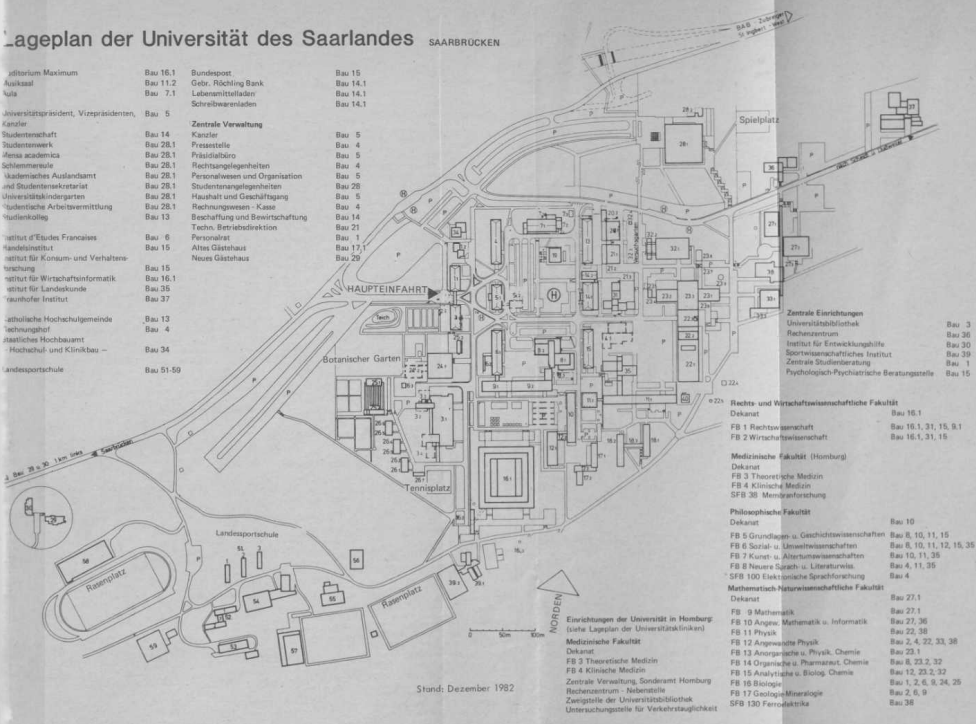 Lageplan der Universität des Saarlandes SAARBRÜCKEN
Auditorium Maximum Bau 16.1
Musiksaal Bau 11.2
Aula Bau 7.1
Universitätspräsident, Vizepräsidenten, Bau 5
Kanzler
Studentenschaft Bau 14
Studentenwerk Bau 28.1
Mensa academica Bau 28.1
Schlemmereule Bau 28.1
Akademisches Auslandsamt Bau 28.1
und Studentensekretariat Bau 28.1
Universitätskindergarten Bau 28.1
Studentische Arbeitsvermittlung Bau 28.1
Studienkolleg Bau 13
Institut d'Etudes Francaises Bau 6
Handelsinstitut Bau 15
Institut für Konsum- und Verhaltens-
forschung Bau 15
Institut für Wirtschaftsinformatik Bau 16.1
Institut für Landeskunde Bau 35
Fraunhofer Institut Bau 37
Katholische Hochschulgemeinde Bau 13
Rechnungshof Bau 4
Staatliches Hochbauamt
– Hochschul- und Klinikbau – Bau 34
Landessportschule Bau 51-59
Bundespost Bau 15
Gebr. Röchling Bank Bau 14.1
Lebensmittelladen Bau 14.1
Schreibwarenladen Bau 14.1
Zentrale Verwaltung
Kanzler Bau 5
Pressestelle Bau 4
Präsidialbüro Bau 5
Rechtsangelegenheiten Bau 4
Personalwesen und Organisation Bau 5
Studentenangelegenheiten Bau 28
Haushalt und Geschäftsgang Bau 5
Rechnungswesen - Kasse Bau 4
Beschaffung und Bewirtschaftung Bau 14
Techn. Betriebsdirektion Bau 21
Personalrat Bau 1
Altes Gästehaus Bau 17.1
Neues Gästehaus Bau 29
Spielplatz
HAUPTEINFAHRT
Teich
Botanischer Garten
Tennisplatz
Landessportschule
Rasenplatz
Rasenplatz
NORDEN
0 50m 100m
Stand: Dezember 1982
Zentrale Einrichtungen
Universitätsbibliothek Bau 3
Rechenzentrum Bau 36
Institut für Entwicklungshilfe Bau 30
Sportwissenschaftliches Institut Bau 39
Zentrale Studienberatung Bau 1
Psychologisch-Psychiatrische Beratungsstelle Bau 15
Rechts- und Wirtschaftswissenschaftliche Fakultät
Dekanat Bau 16.1
FB 1 Rechtswissenschaft Bau 16.1, 31, 15, 9.1
FB 2 Wirtschaftswissenschaft Bau 16.1, 31, 15
Medizinische Fakultät (Homburg)
Dekanat
FB 3 Theoretische Medizin
FB 4 Klinische Medizin
SFB 38 Membranforschung
Philosophische Fakultät
Dekanat Bau 10
FB 5 Grundlagen- u. Geschichtswissenschaften Bau 8, 10, 11, 15
FB 6 Sozial- u. Umweltwissenschaften Bau 8, 10, 11, 12, 15, 35
FB 7 Kunst- u. Altertumswissenschaften Bau 10, 11, 35
FB 8 Neuere Sprach- u. Literaturwiss. Bau 4, 11, 35
SFB 100 Elektronische Sprachforschung Bau 4
Mathematisch-Naturwissenschaftliche Fakultät
Dekanat Bau 27.1
FB 9 Mathematik Bau 27.1
FB 10 Angew. Mathematik u. Informatik Bau 27, 36
FB 11 Physik Bau 22, 38
FB 12 Angewandte Physik Bau 2, 4, 22, 33, 38
FB 13 Anorganische u. Physik. Chemie Bau 23.1
FB 14 Organische u. Pharmazeut. Chemie Bau 8, 23.2, 32
FB 15 Analytische u. Biolog. Chemie Bau 12, 23.2, 32
FB 16 Biologie Bau 1, 2, 6, 9, 24, 25
FB 17 Geologie-Mineralogie Bau 2, 6, 9
SFB 130 Ferroelektrika Bau 38
Einrichtungen der Universität in Homburg:
(siehe Lageplan der Universitätskliniken)
Medizinische Fakultät
Dekanat
FB 3 Theoretische Medizin
FB 4 Klinische Medizin
Zentrale Verwaltung, Sonderamt Homburg
Rechenzentrum - Nebenstelle
Zweigstelle der Universitätsbibliothek
Untersuchungsstelle für Verkehrstauglichkeit